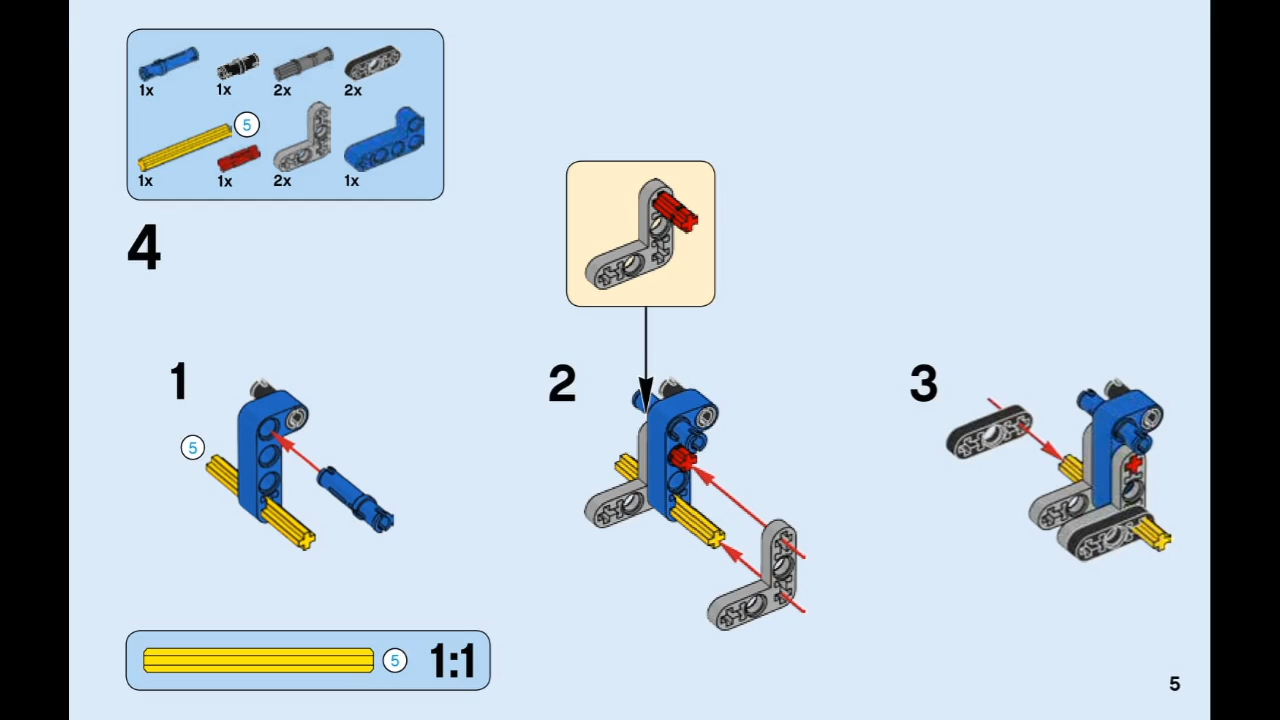 1x 1x 2x 2x
5
1x 1x 2x 1x
4
1 2 3
5
5 1:1
5